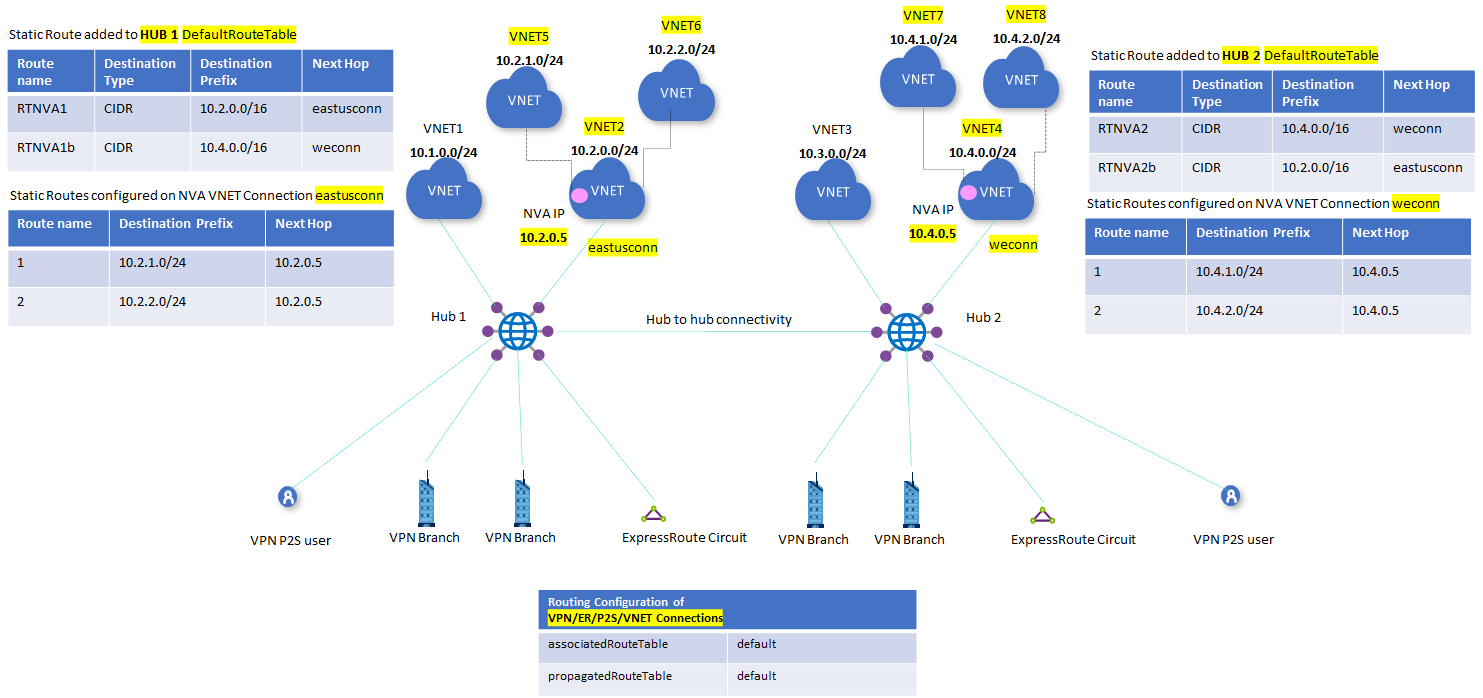 Static Route added to HUB 1 DefaultRouteTable
Route name Destination Type Destination Prefix Next Hop
RTNVA1 CIDR 10.2.0.0/16 eastusconn
RTNVA1b CIDR 10.4.0.0/16 weconn
Static Routes configured on NVA VNET Connection eastusconn
Route name Destination Prefix Next Hop
1 10.2.1.0/24 10.2.0.5
2 10.2.2.0/24 10.2.0.5
VNET5
10.2.1.0/24
VNET
VNET6
10.2.2.0/24
VNET
VNET1
10.1.0.0/24
VNET
VNET2
10.2.0.0/24
VNET
NVA IP
10.2.0.5
eastusconn
VNET7
10.4.1.0/24
VNET
VNET8
10.4.2.0/24
VNET
VNET3
10.3.0.0/24
VNET
VNET4
10.4.0.0/24
VNET
NVA IP
10.4.0.5
weconn
Static Route added to HUB 2 DefaultRouteTable
Route name Destination Type Destination Prefix Next Hop
RTNVA2 CIDR 10.4.0.0/16 weconn
RTNVA2b CIDR 10.2.0.0/16 eastusconn
Static Routes configured on NVA VNET Connection weconn
Route name Destination Prefix Next Hop
1 10.4.1.0/24 10.4.0.5
2 10.4.2.0/24 10.4.0.5
Hub 1
Hub to hub connectivity
Hub 2
VPN P2S user
VPN Branch
VPN Branch
ExpressRoute Circuit
VPN Branch
VPN Branch
ExpressRoute Circuit
VPN P2S user
Routing Configuration of
VPN/ER/P2S/VNET Connections
associatedRouteTable default
propagatedRouteTable default